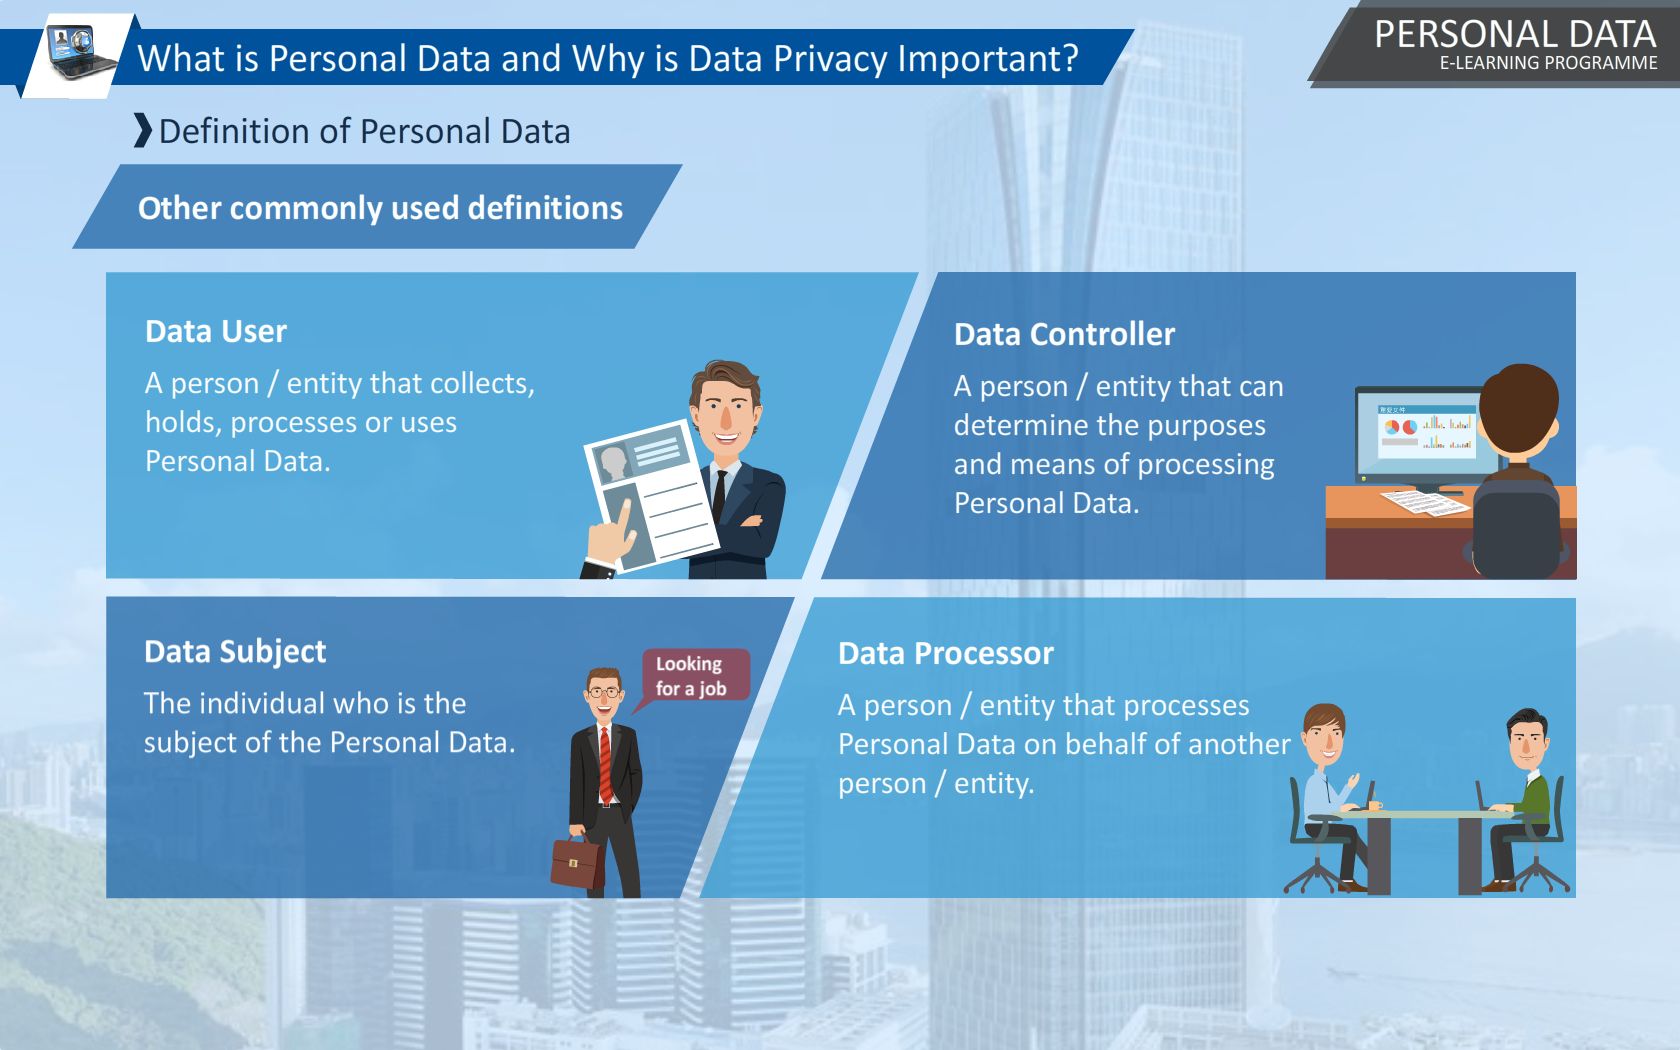 What is Personal Data and Why is Data Privacy Important?
PERSONAL DATA
E-LEARNING PROGRAMME
Definition of Personal Data
Other commonly used definitions
Data User
A person / entity that collects,
holds, processes or uses
Personal Data.
Data Controller
A person / entity that can
determine the purposes
and means of processing
Personal Data.
Data Subject
The individual who is the
subject of the Personal Data.
Looking
for a job
Data Processor
A person / entity that processes
Personal Data on behalf of another
person / entity.